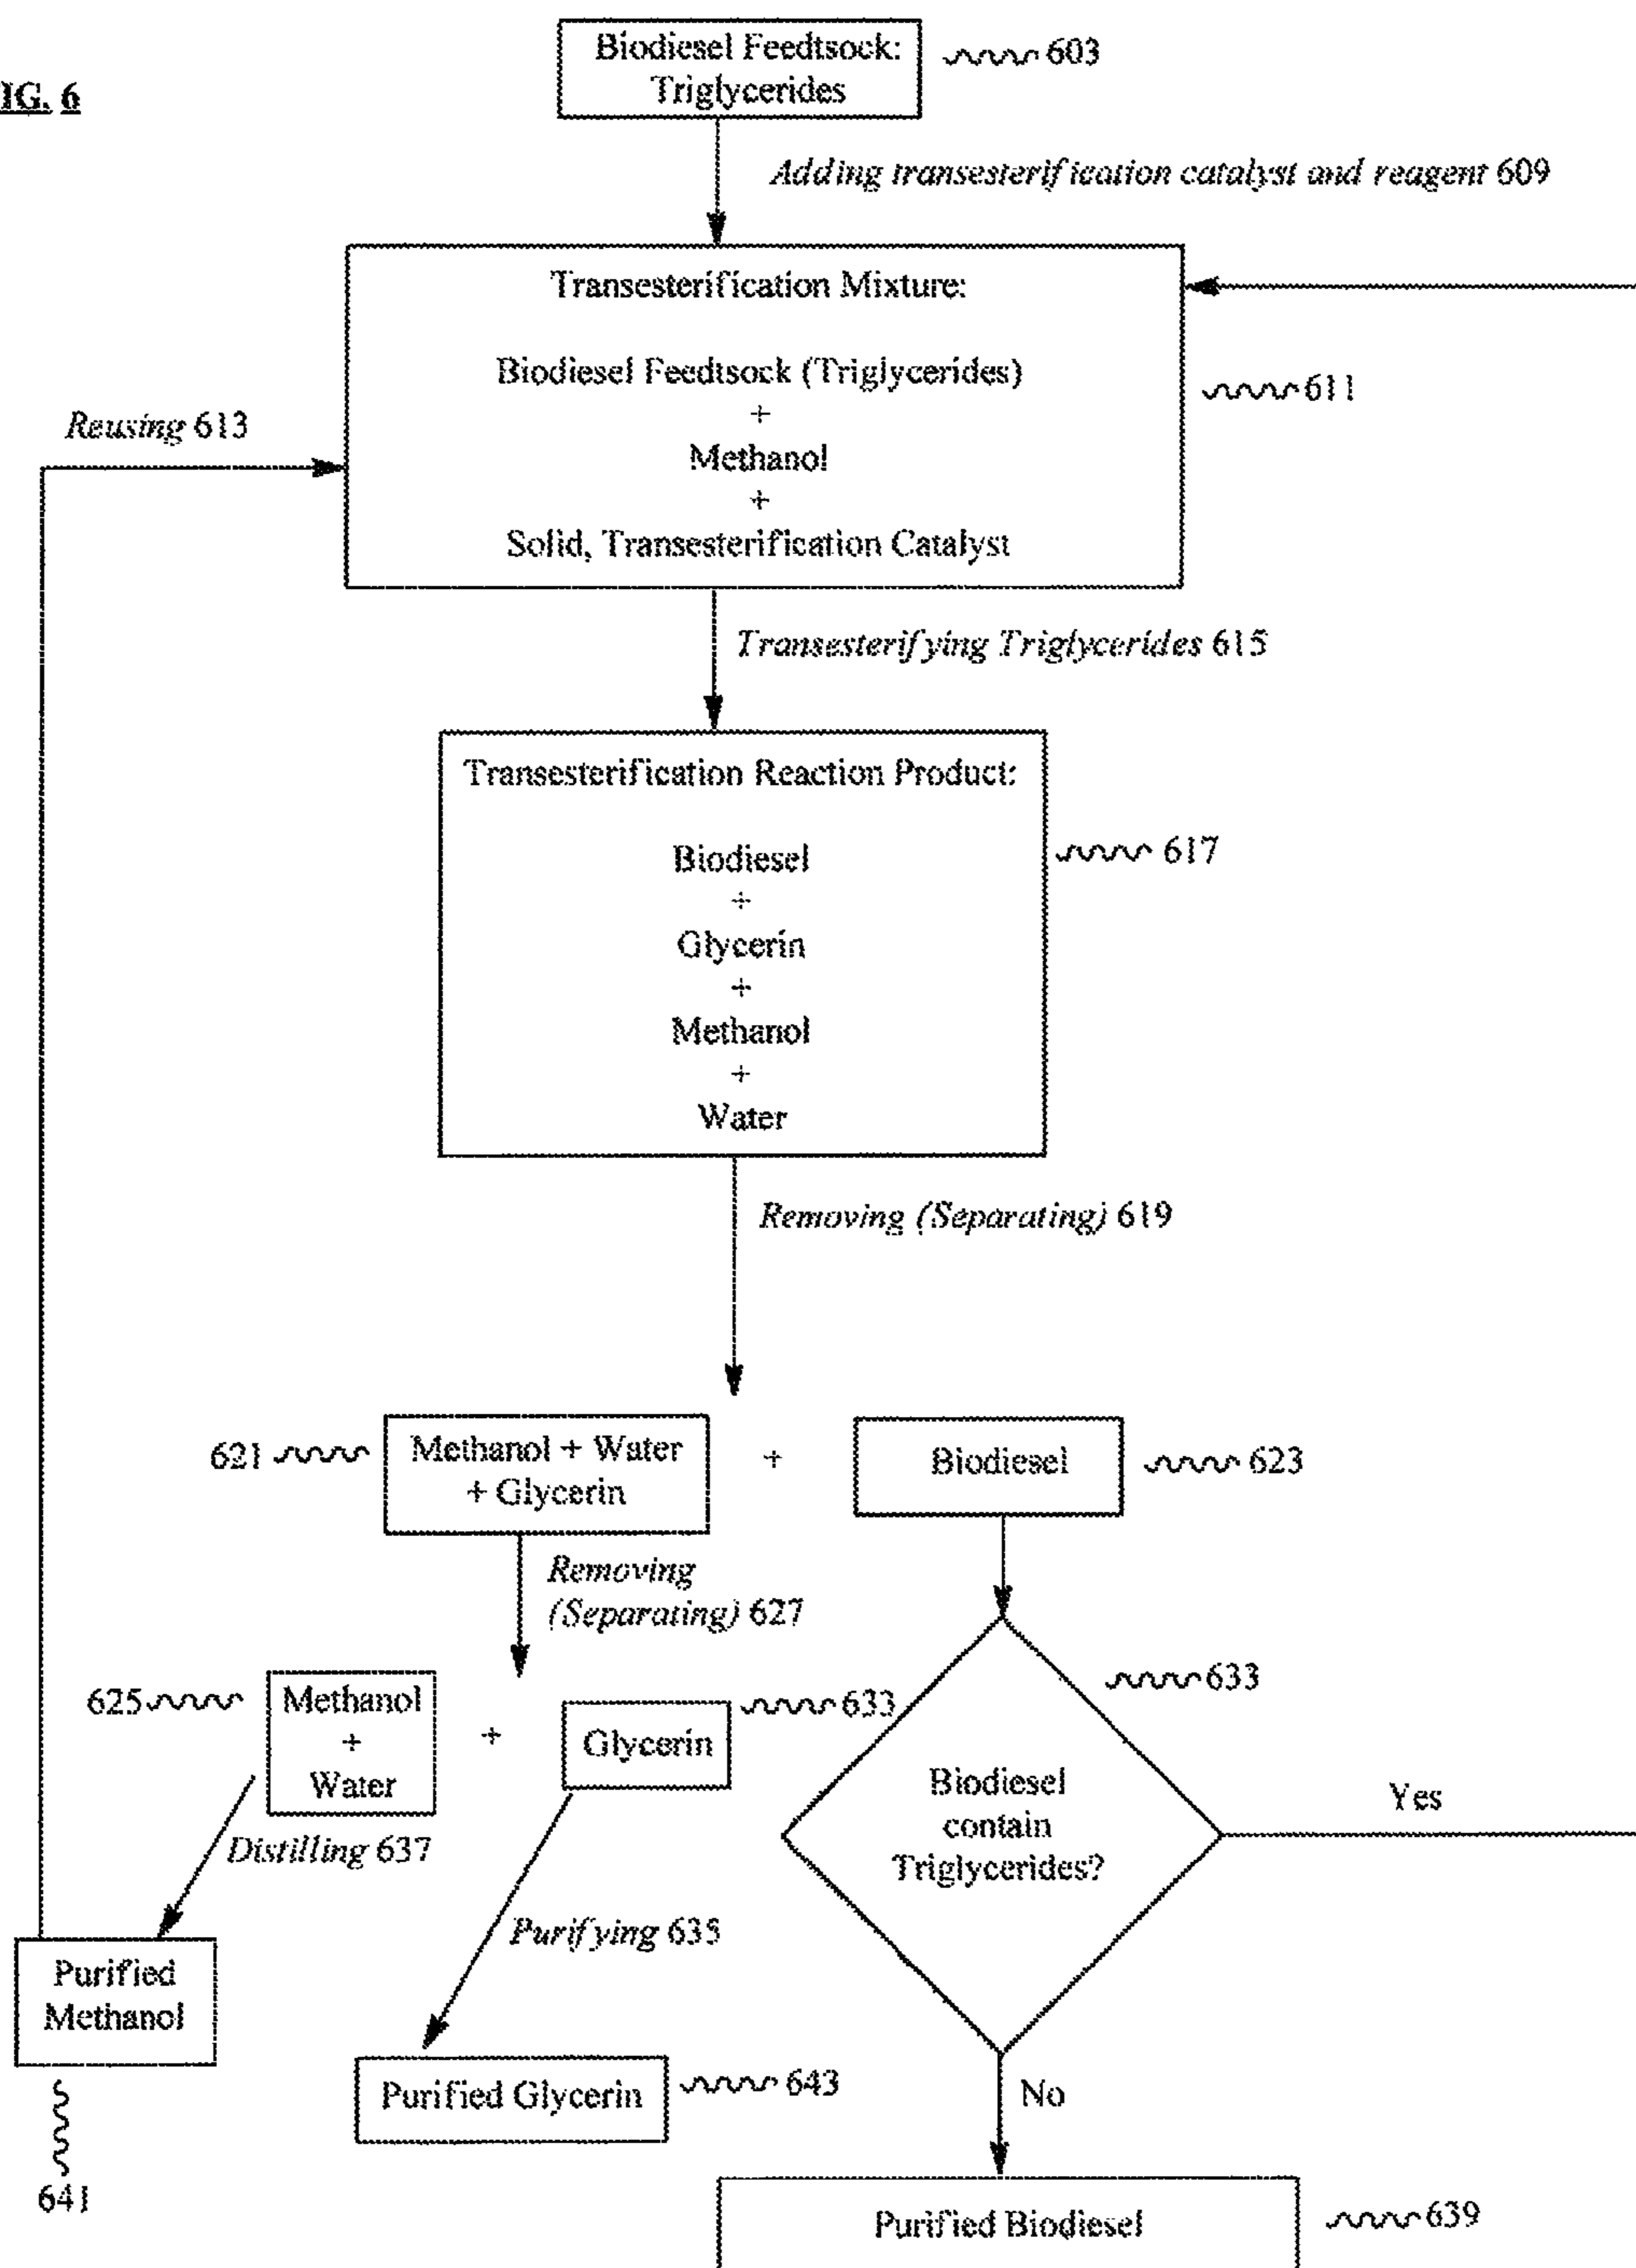 IG. 6
Biodiesel Feedtsock:
Triglycerides
603
Adding transesterification catalyst and reagent 609
Transesterification Mixture:
Biodiesel Feedtsock (Triglycerides)
+
Methanol
+
Solid, Transesterification Catalyst
611
Reusing 613
Transesterifying Triglycerides 615
Transesterification Reaction Product:
Biodiesel
+
Glycerin
+
Methanol
+
Water
617
Removing (Separating) 619
621
Methanol + Water
+ Glycerin
+
Biodiesel
623
Removing
(Separating) 627
625
Methanol
+
Water
+
Glycerin
633
633
Biodiesel
contain
Triglycerides?
Yes
Distilling 637
Purifying 635
Purified
Methanol
641
Purified Glycerin
643
No
Purified Biodiesel
639